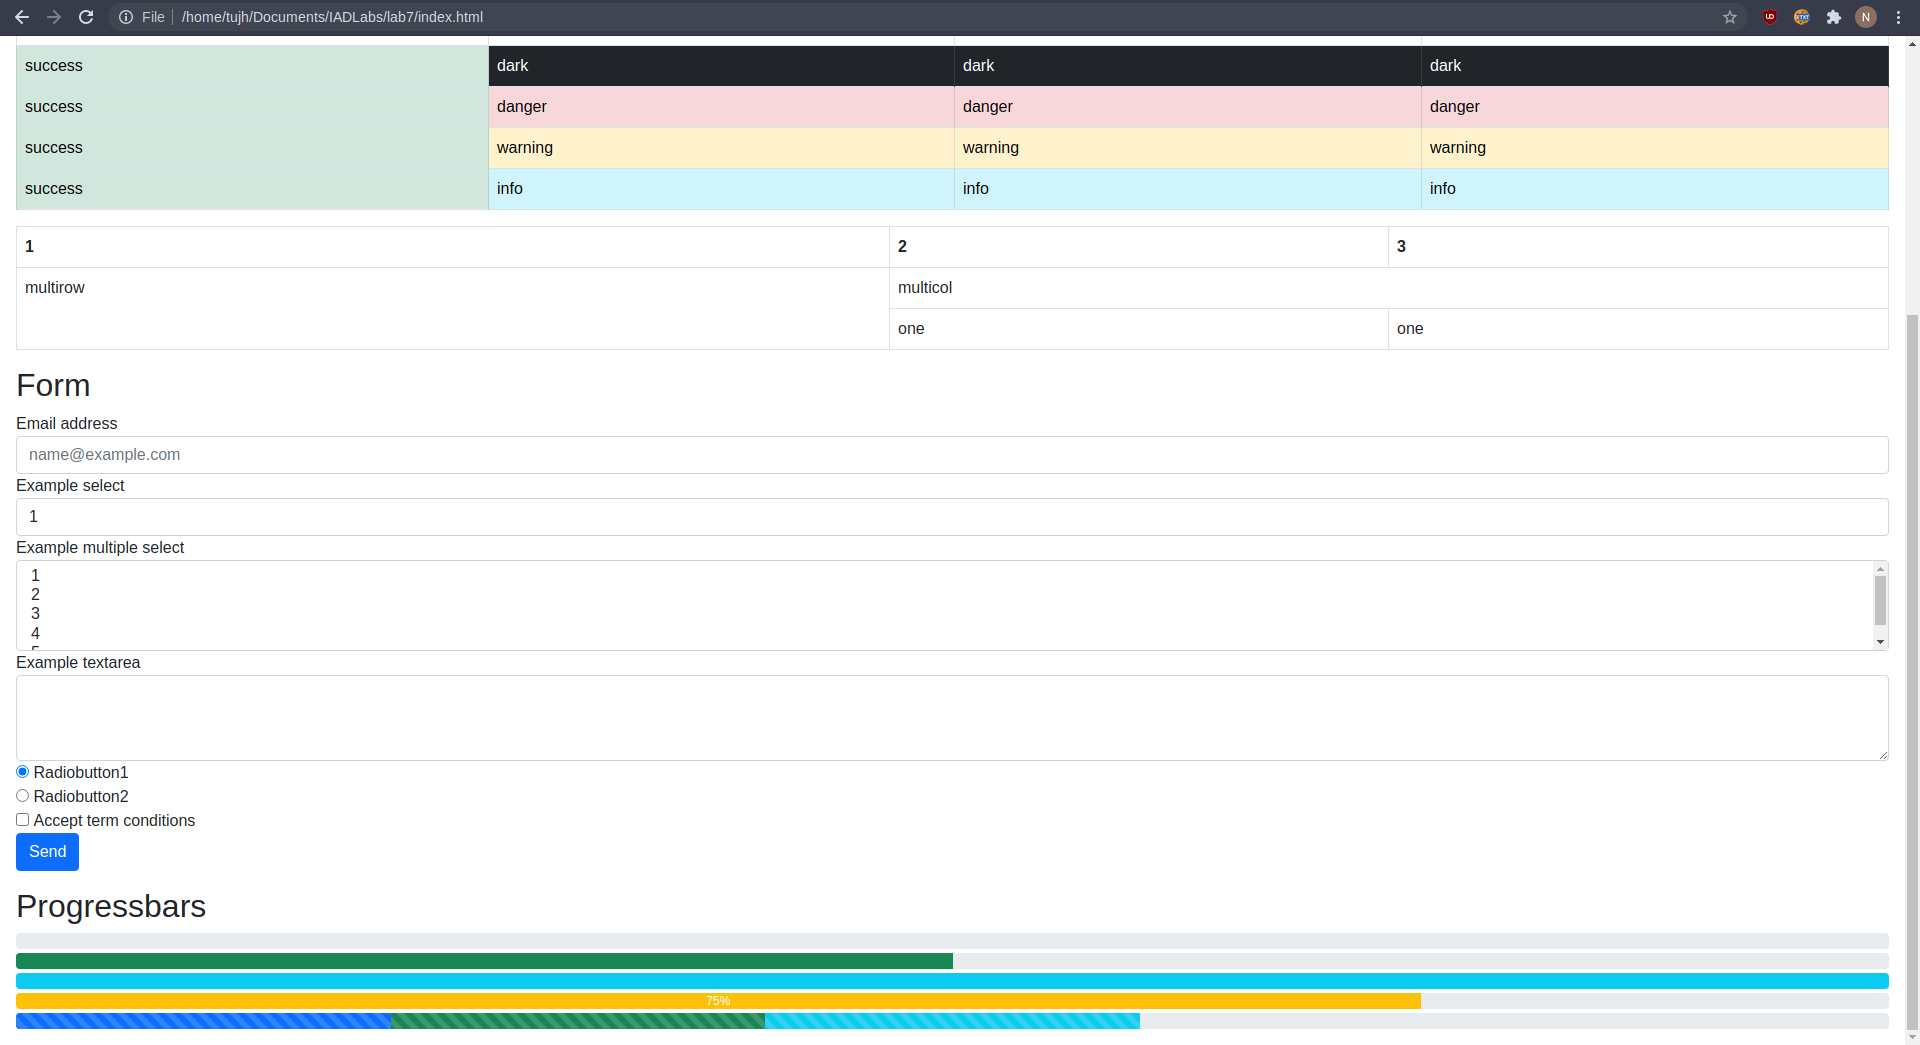 File | /home/tujh/Documents/IADLabs/lab7/index.html N
success dark dark dark
success danger danger danger
success warning warning warning
success info info info
1 2 3
multirow multicol
one one
Form
Email address
name@example.com
Example select
1
Example multiple select
1
2
3
4
Example textarea
Radiobutton1
Radiobutton2
Accept term conditions
Send
Progressbars
75%